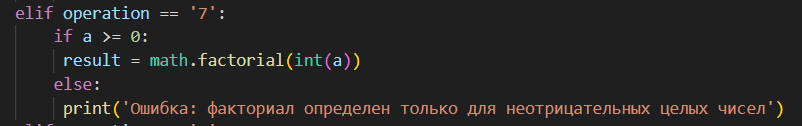 elif operation == '7':
if a >= 0:
result = math.factorial(int(a))
else:
print('Ошибка: факториал определен только для неотрицательных целых чисел')